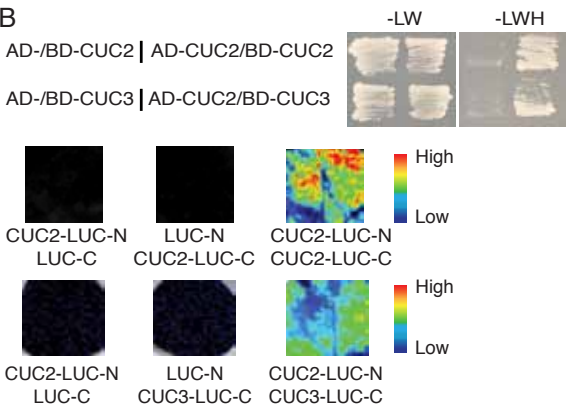 B
-LW -LWH
AD-/BD-CUC2 | AD-CUC2/BD-CUC2
AD-/BD-CUC3 | AD-CUC2/BD-CUC3
High
Low
CUC2-LUC-N LUC-N CUC2-LUC-N
LUC-C CUC2-LUC-C CUC2-LUC-C
High
Low
CUC2-LUC-N LUC-N CUC2-LUC-N
LUC-C CUC3-LUC-C CUC3-LUC-C